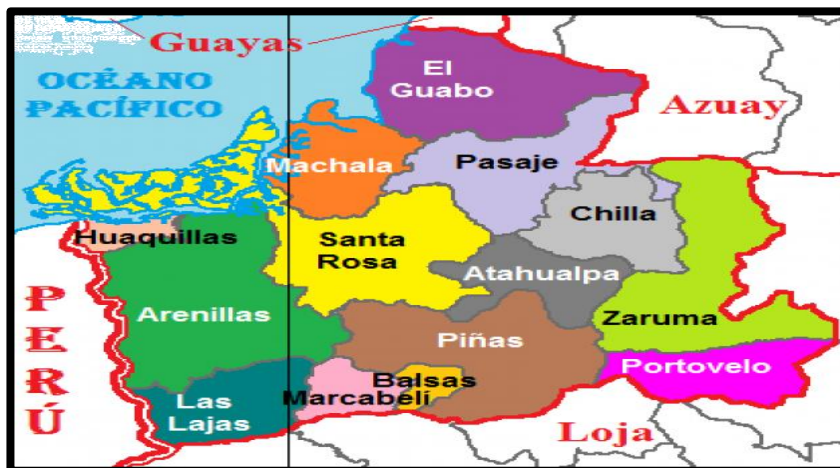 Guayas
OCÉANO
PACÍFICO
El
Guabo
Azuay
Machala
Pasaje
Chilla
Huaquillas
Santa
Rosa
Atahualpa
PERÚ
Arenillas
Piñas
Zaruma
Portovelo
Balsas
Marcabelí
Las
Lajas
Loja